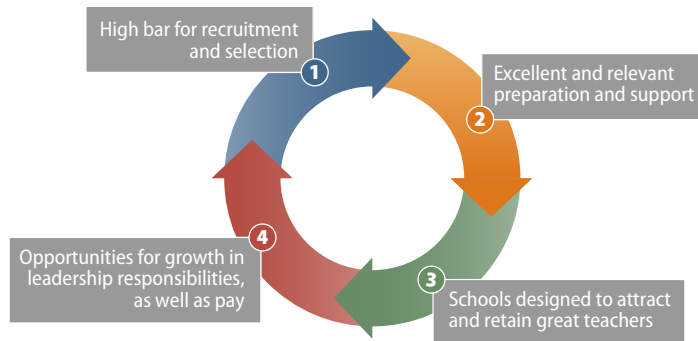 High bar for recruitment
and selection
1
Excellent and relevant
preparation and support
2
3
Schools designed to attract
and retain great teachers
4
Opportunities for growth in
leadership responsibilities,
as well as pay